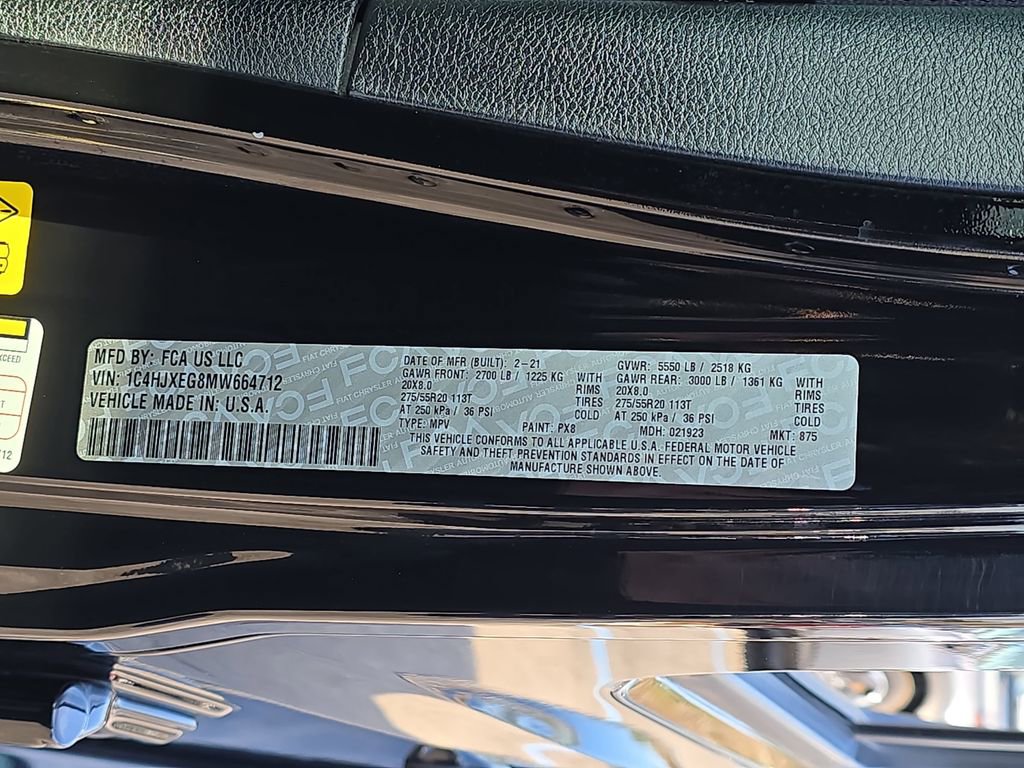 MFD BY: FCA US LLC
VIN: 1C4HJXEG8MW664712
VEHICLE MADE IN: U.S.A.
DATE OF MFR (BUILT): 2-21
GAWR FRONT: 2700 LB / 1225 KG WITH
20X8.0 RIMS
275/55R20 113T TIRES
AT 250 kPa / 36 PSI COLD
TYPE: MPV
GVWR: 5550 LB / 2518 KG
GAWR REAR: 3000 LB / 1361 KG WITH
20X8.0 RIMS
275/55R20 113T TIRES
AT 250 kPa / 36 PSI COLD
PAINT: PX8 MDH: 021923 MKT: 875
THIS VEHICLE CONFORMS TO ALL APPLICABLE U.S.A. FEDERAL MOTOR VEHICLE
SAFETY AND THEFT PREVENTION STANDARDS IN EFFECT ON THE DATE OF
MANUFACTURE SHOWN ABOVE.